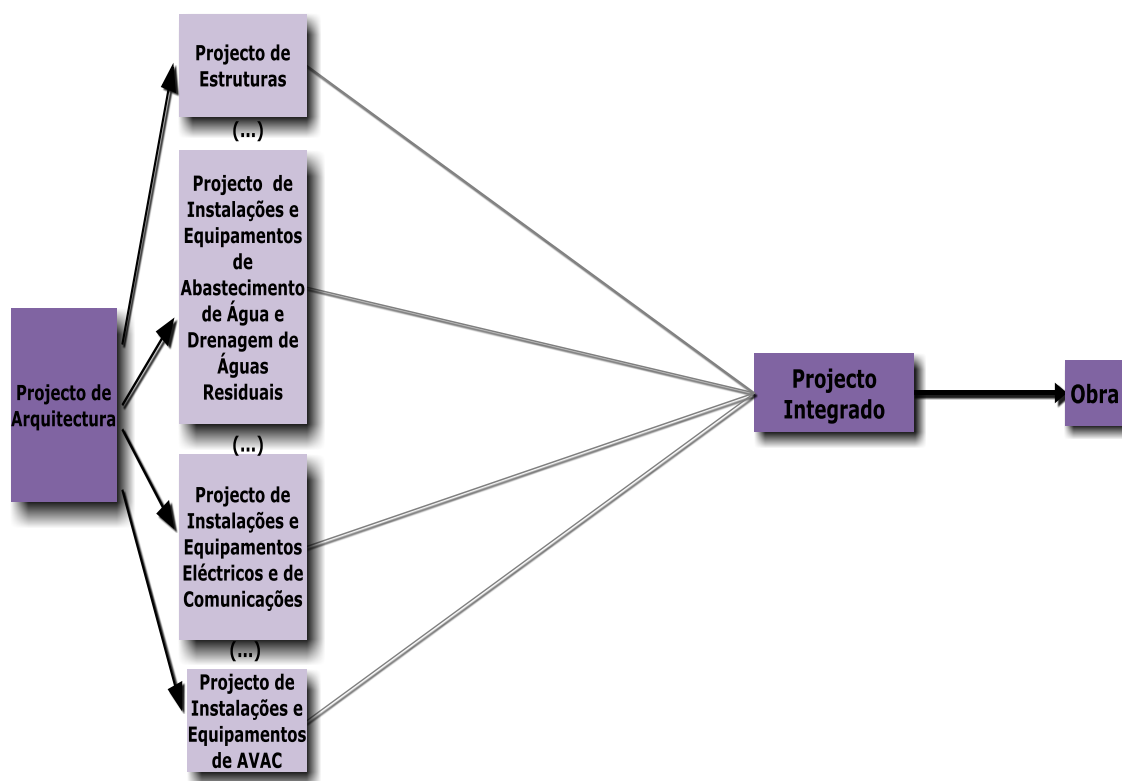 Projecto de
Arquitectura
Projecto de
Estruturas
(...)
Projecto de
Instalações e
Equipamentos
de
Abastecimento
de Água e
Drenagem de
Águas
Residuais
(...)
Projecto de
Instalações e
Equipamentos
Eléctricos e de
Comunicações
(...)
Projecto de
Instalações e
Equipamentos
de AVAC
Projecto
Integrado
Obra